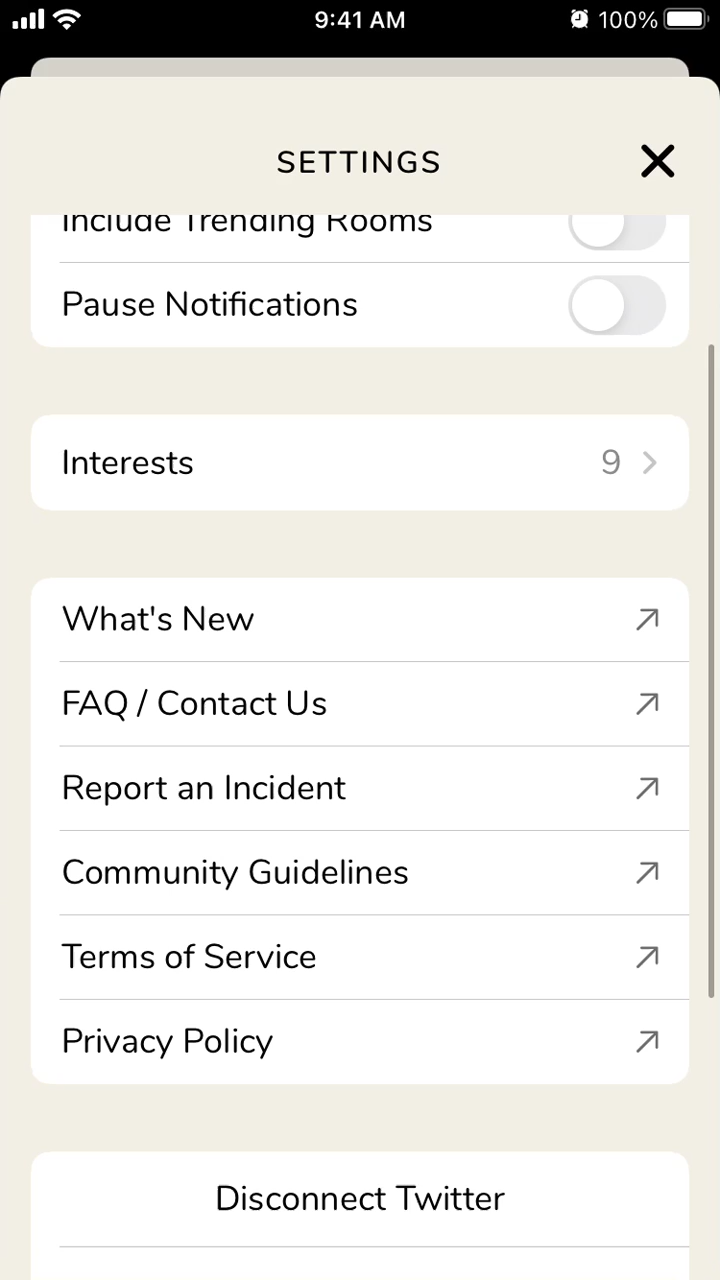 9:41 AM
100%
SETTINGS
Include Trending Rooms
Pause Notifications
Interests
9
What's New
FAQ / Contact Us
Report an Incident
Community Guidelines
Terms of Service
Privacy Policy
Disconnect Twitter